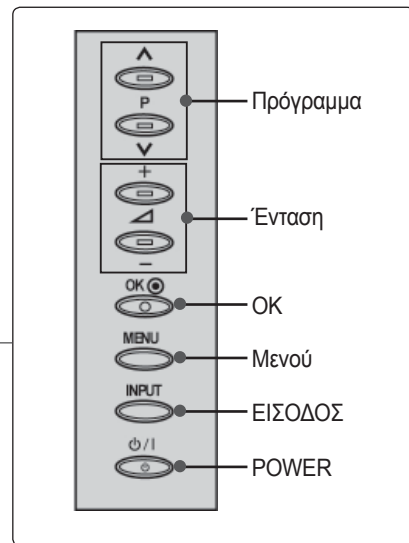 P
Πρόγραμμα
+
Ένταση
−
OK
OK
MENU
Μενού
INPUT
ΕΙΣΟΔΟΣ
/ I
POWER